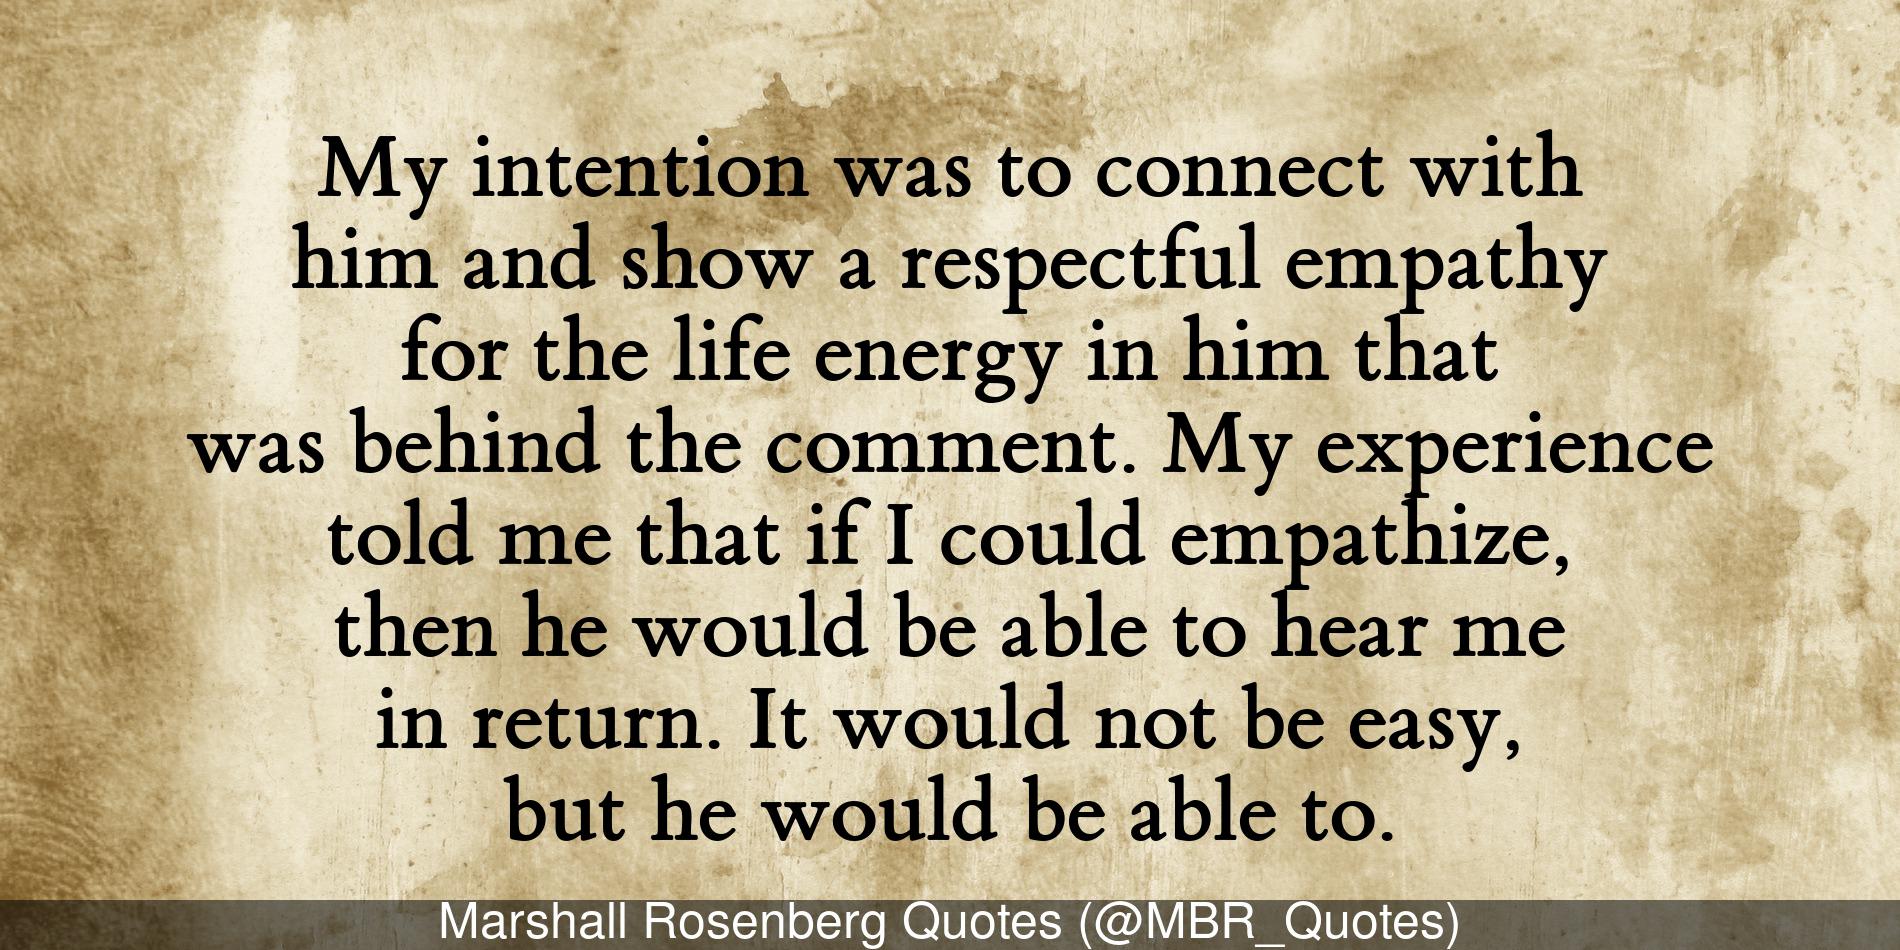 My intention was to connect with
him and show a respectful empathy
for the life energy in him that
was behind the comment. My experience
told me that if I could empathize,
then he would be able to hear me
in return. It would not be easy,
but he would be able to.
Marshall Rosenberg Quotes (@MBR_Quotes)